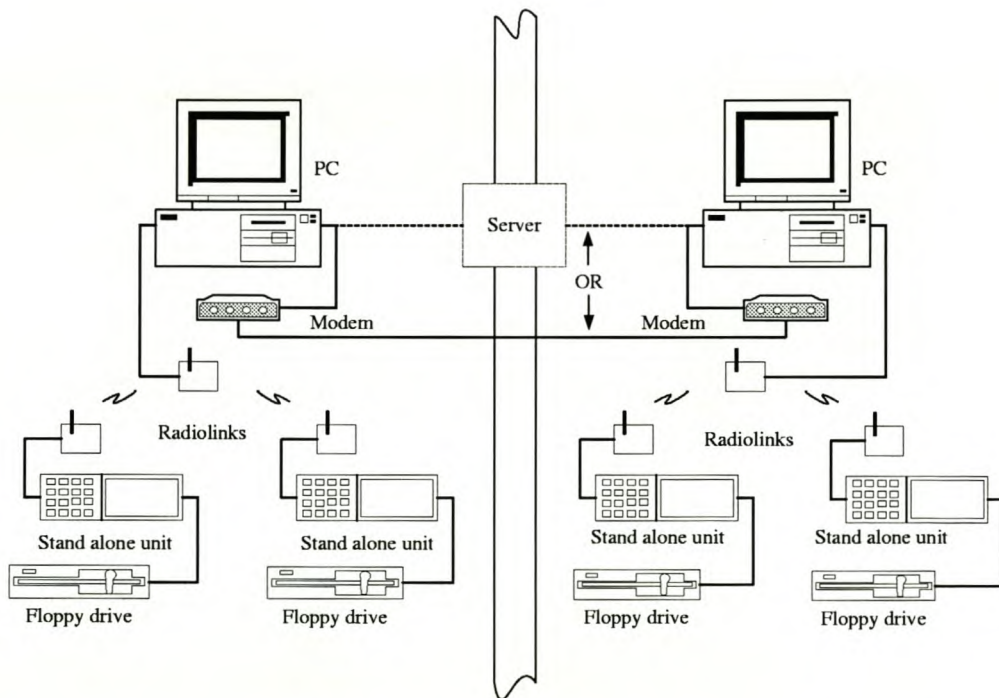 PC
PC
Server
OR
Modem
Modem
Radiolinks
Radiolinks
Stand alone unit
Stand alone unit
Stand alone unit
Stand alone unit
Floppy drive
Floppy drive
Floppy drive
Floppy drive